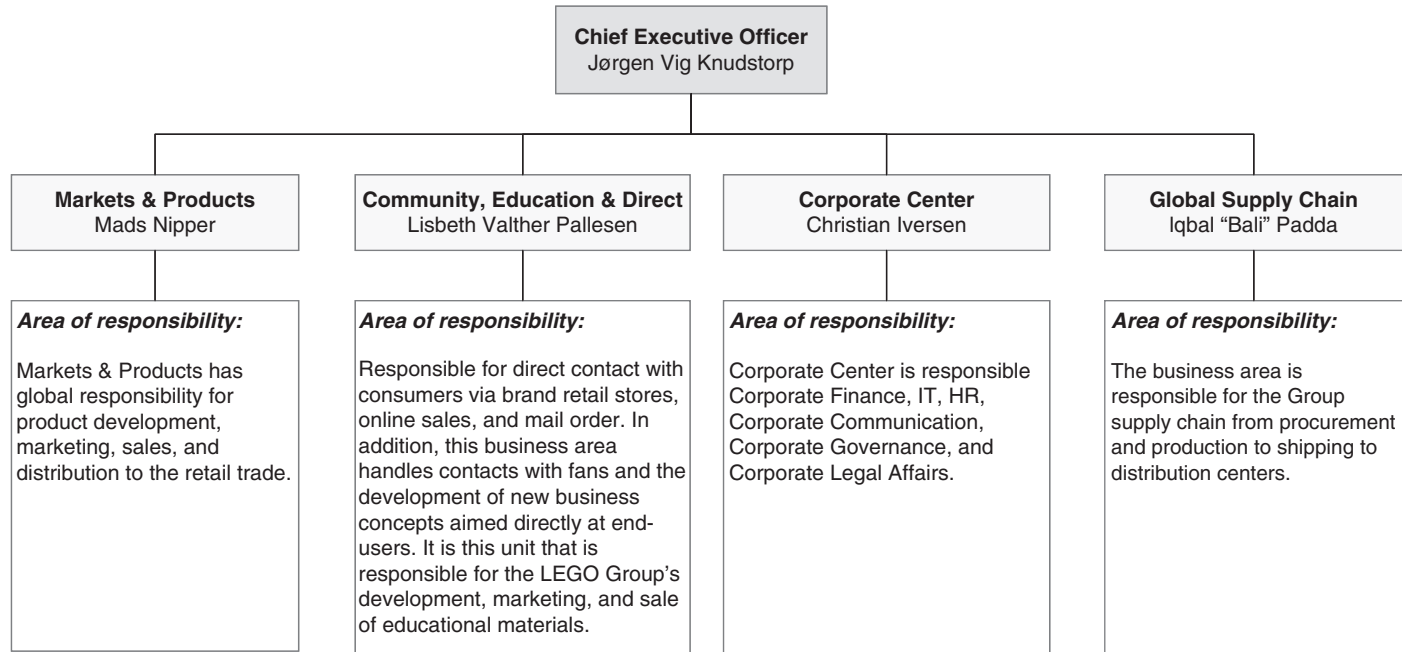 Chief Executive Officer
Jørgen Vig Knudstorp
Markets & Products
Mads Nipper
Community, Education & Direct
Lisbeth Valther Pallesen
Corporate Center
Christian Iversen
Global Supply Chain
Iqbal “Bali” Padda
Area of responsibility:
Markets & Products has
global responsibility for
product development,
marketing, sales, and
distribution to the retail trade.
Area of responsibility:
Responsible for direct contact with
consumers via brand retail stores,
online sales, and mail order. In
addition, this business area
handles contacts with fans and the
development of new business
concepts aimed directly at end-
users. It is this unit that is
responsible for the LEGO Group’s
development, marketing, and sale
of educational materials.
Area of responsibility:
Corporate Center is responsible
Corporate Finance, IT, HR,
Corporate Communication,
Corporate Governance, and
Corporate Legal Affairs.
Area of responsibility:
The business area is
responsible for the Group
supply chain from procurement
and production to shipping to
distribution centers.